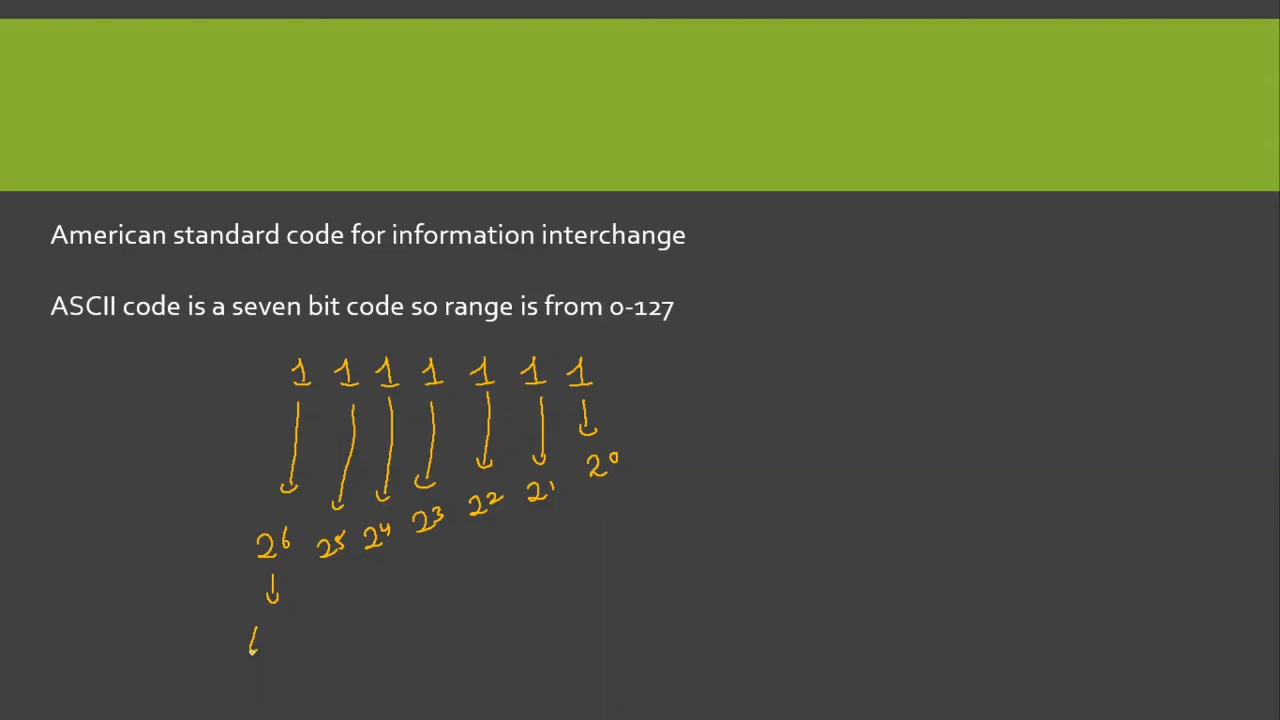 American standard code for information interchange
ASCII code is a seven bit code so range is from 0-127
1 1 1 1 1 1 1
2⁶ 2⁵ 2⁴ 2³ 2² 2¹ 2⁰